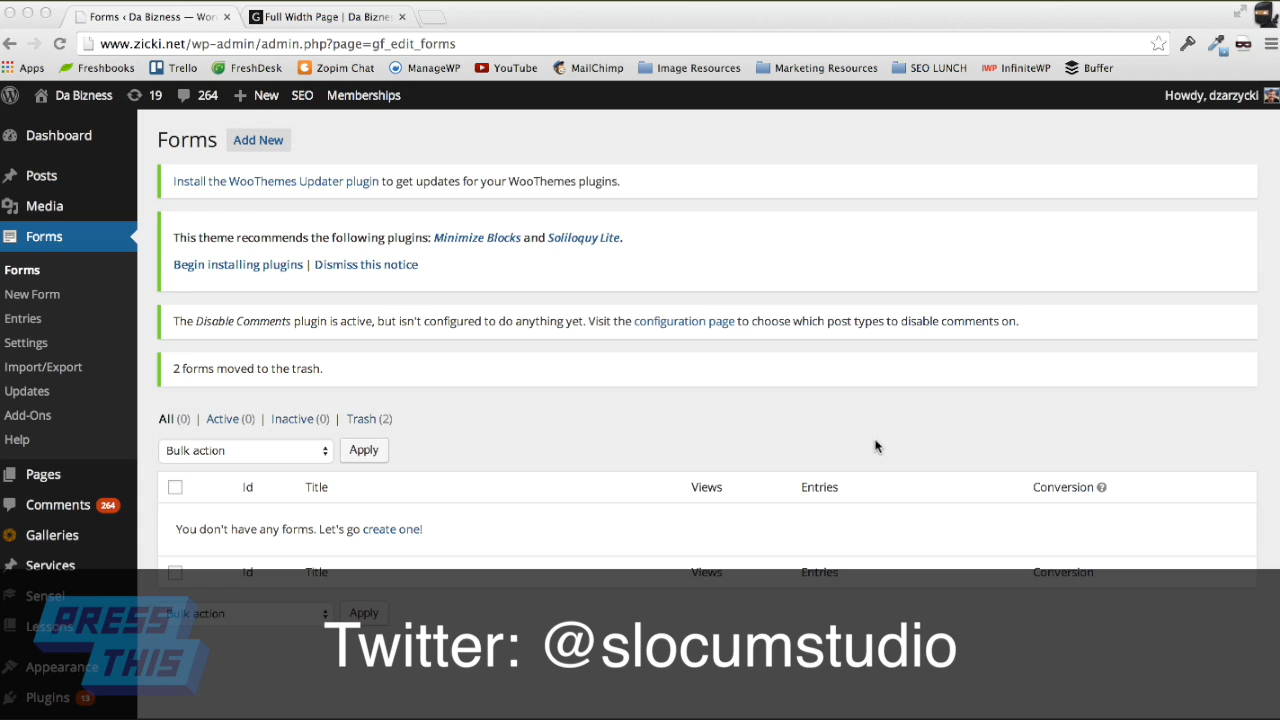 Forms ‹ Da Bizness — Wor
Full Width Page | Da Bizne
www.zicki.net/wp-admin/admin.php?page=gf_edit_forms
Apps Freshbooks Trello FreshDesk Zopim Chat ManageWP YouTube MailChimp Image Resources Marketing Resources SEO LUNCH IWP InfiniteWP Buffer
Da Bizness 19 264 New SEO Memberships Howdy, dzarzycki
Dashboard
Posts
Media
Forms
Forms
New Form
Entries
Settings
Import/Export
Updates
Add-Ons
Help
Pages
Comments 264
Galleries
Services
Sensei
Lessons
Appearance
Plugins 13
Forms Add New
Install the WooThemes Updater plugin to get updates for your WooThemes plugins.
This theme recommends the following plugins: Minimize Blocks and Soliloquy Lite.
Begin installing plugins | Dismiss this notice
The Disable Comments plugin is active, but isn't configured to do anything yet. Visit the configuration page to choose which post types to disable comments on.
2 forms moved to the trash.
All (0) | Active (0) | Inactive (0) | Trash (2)
Bulk action Apply
Id Title Views Entries Conversion
You don't have any forms. Let's go create one!
Id Title Views Entries Conversion
Bulk action Apply
PRESS
THIS
Twitter: @slocumstudio